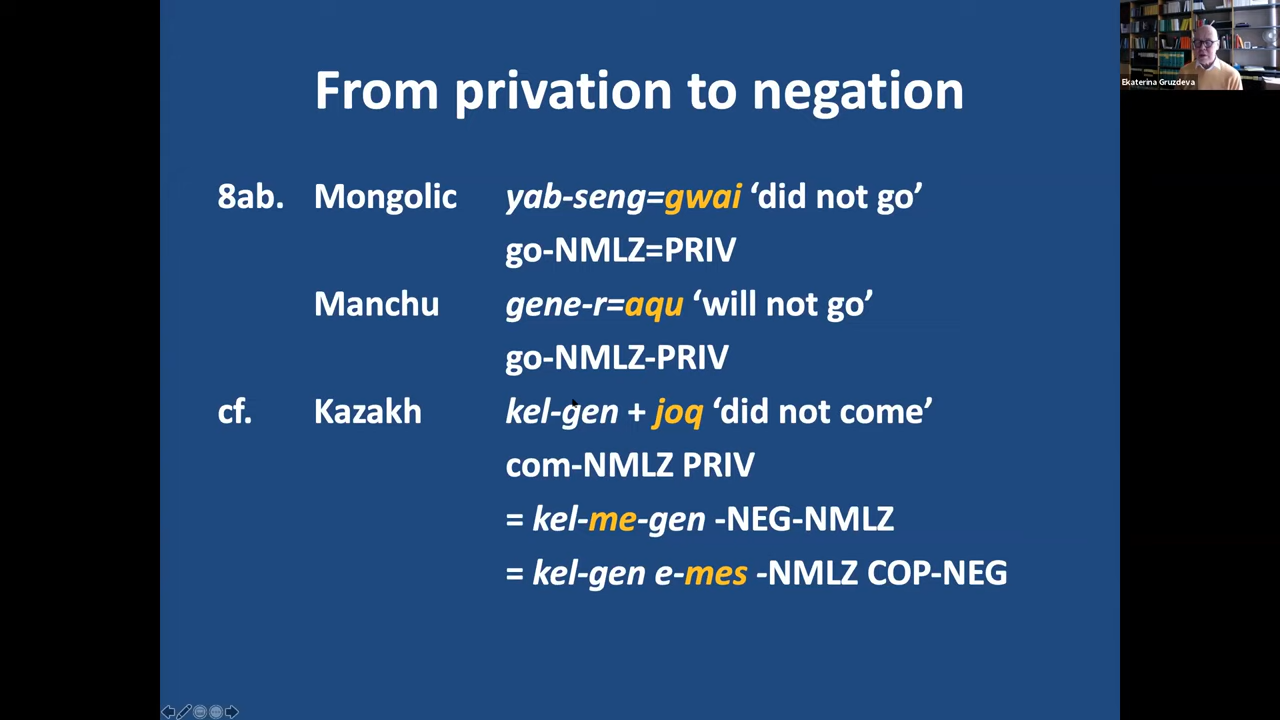 From privation to negation
8ab. Mongolic yab-seng=gwai ‘did not go’
go-NMLZ=PRIV
Manchu gene-r=aqu ‘will not go’
go-NMLZ-PRIV
cf. Kazakh kel-gen + joq ‘did not come’
com-NMLZ PRIV
= kel-me-gen -NEG-NMLZ
= kel-gen e-mes -NMLZ COP-NEG
Ekaterina Gruzdeva